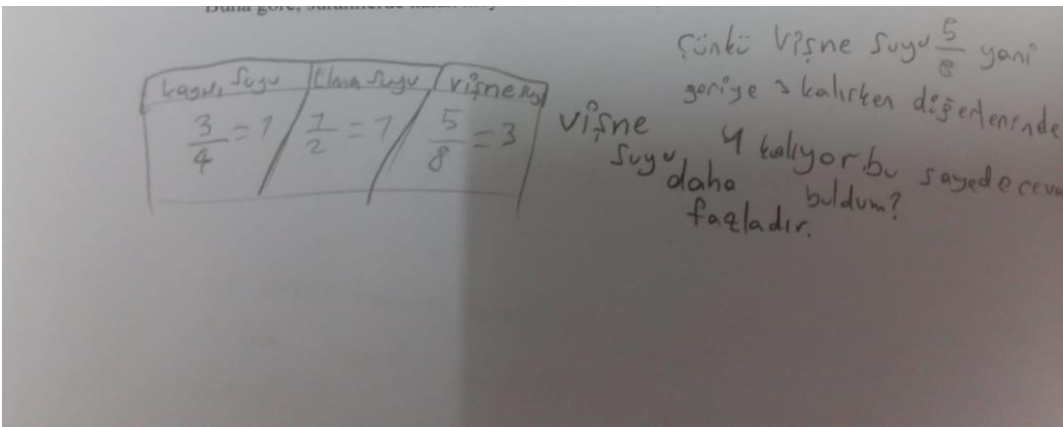 Kayısı Suyu Elma Suyu Vişne Suyu
3/4 = 1 1/2 = 1 5/8 = 3
Vişne
Suyu
daha
fazladır.
Çünkü Vişne Suyu 5/8 yani
geriye 3 kalırken diğerlerinde
4 kalıyor bu sayede ceva
buldum?